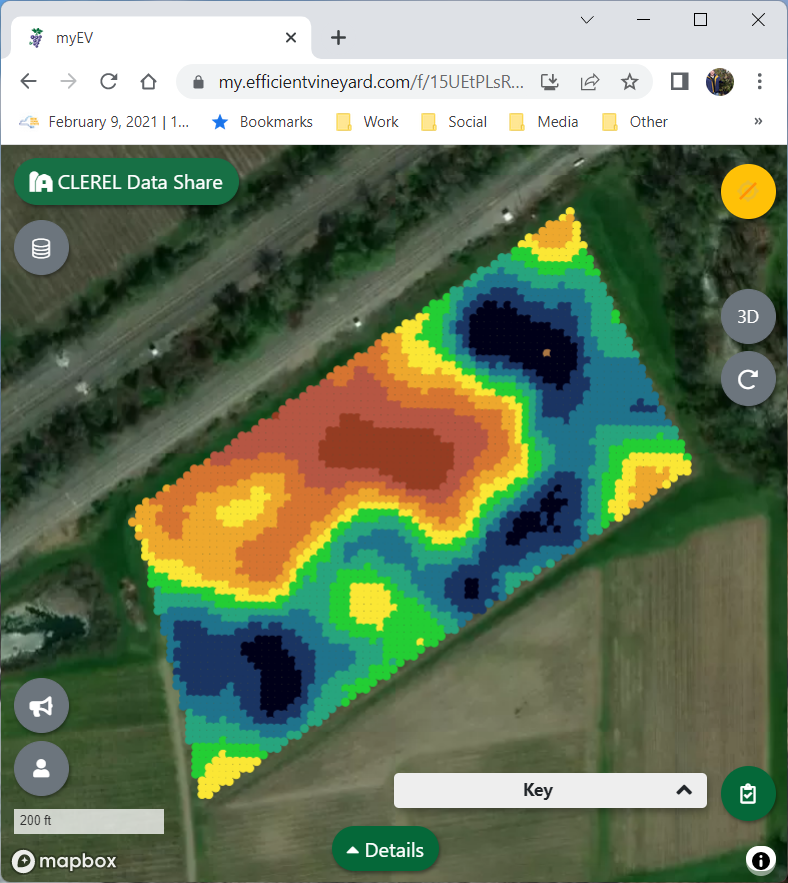 myEV
my.efficientvineyard.com/f/15UEtPLsR...
February 9, 2021 | 1... Bookmarks Work Social Media Other »
CLEREL Data Share
3D
Key
200 ft
Details
mapbox